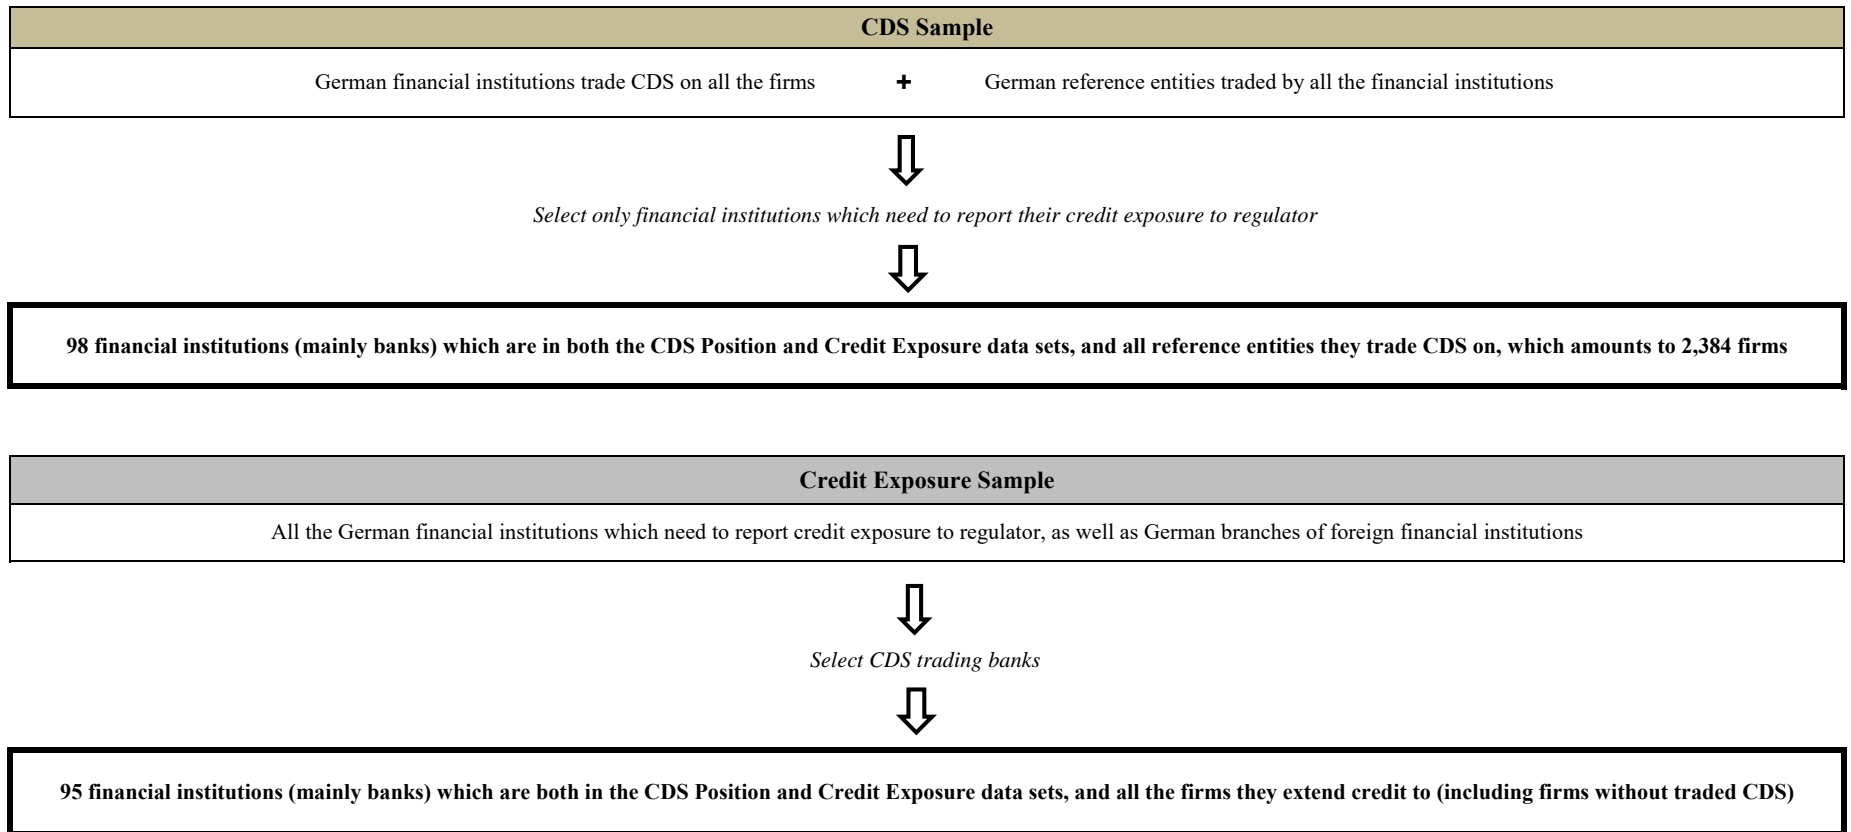 CDS Sample
German financial institutions trade CDS on all the firms + German reference entities traded by all the financial institutions
Select only financial institutions which need to report their credit exposure to regulator
98 financial institutions (mainly banks) which are in both the CDS Position and Credit Exposure data sets, and all reference entities they trade CDS on, which amounts to 2,384 firms
Credit Exposure Sample
All the German financial institutions which need to report credit exposure to regulator, as well as German branches of foreign financial institutions
Select CDS trading banks
95 financial institutions (mainly banks) which are both in the CDS Position and Credit Exposure data sets, and all the firms they extend credit to (including firms without traded CDS)